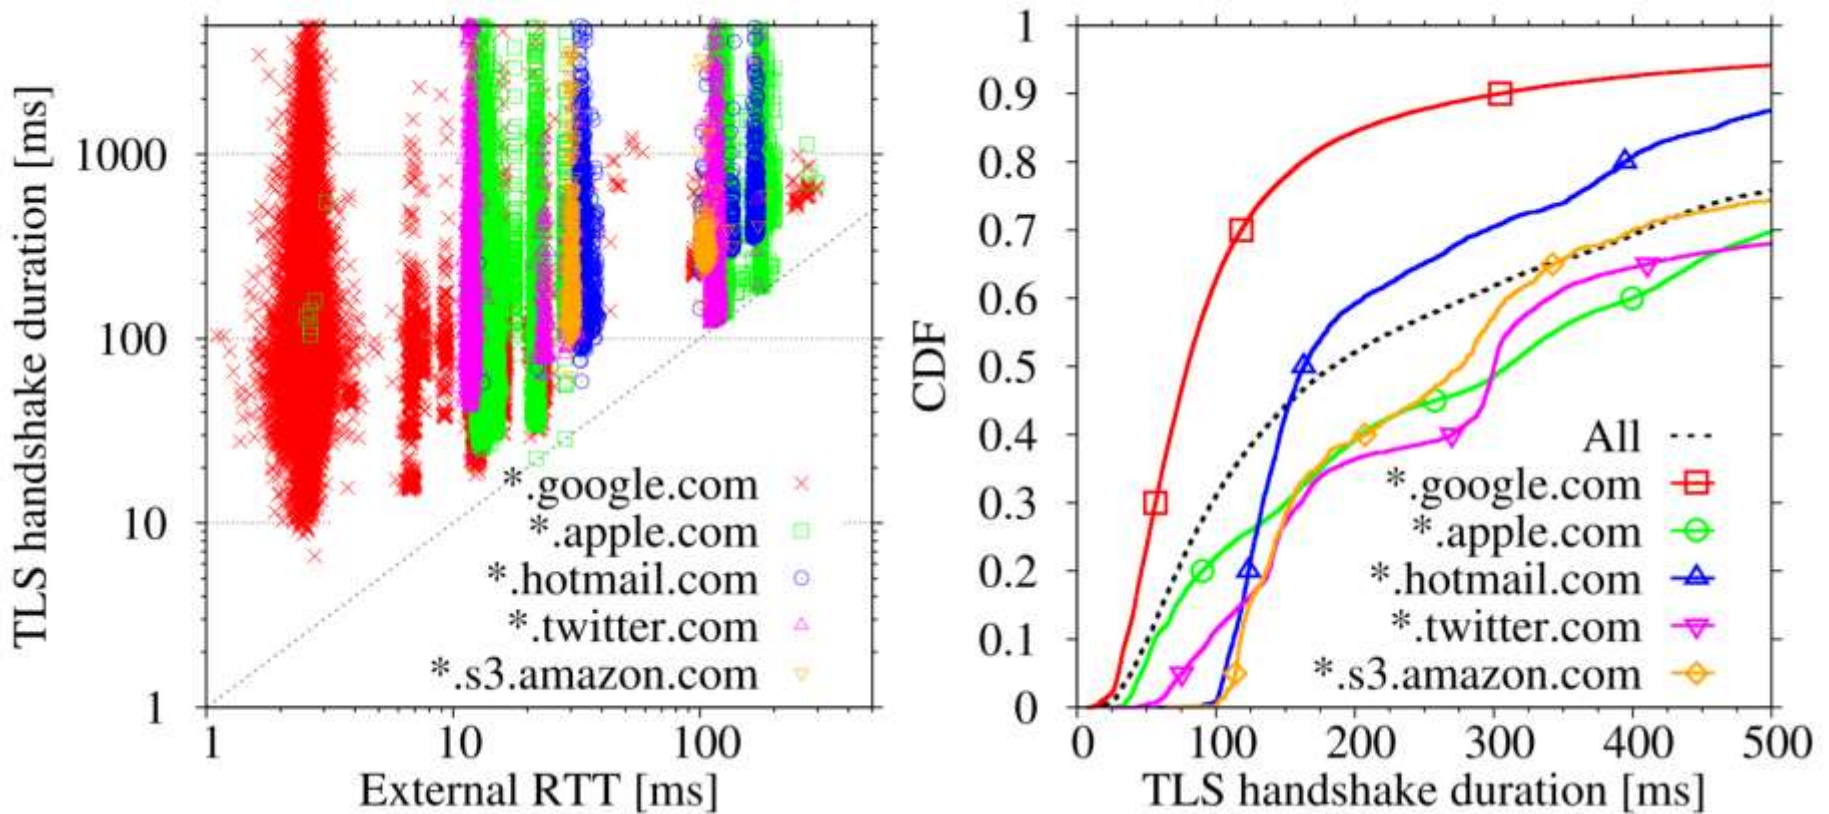 TLS handshake duration [ms]
1000
100
10
1
*.google.com
*.apple.com
*.hotmail.com
*.twitter.com
*.s3.amazon.com
1 10 100
External RTT [ms]
CDF
1
0.9
0.8
0.7
0.6
0.5
0.4
0.3
0.2
0.1
0
All
*.google.com
*.apple.com
*.hotmail.com
*.twitter.com
*.s3.amazon.com
0 100 200 300 400 500
TLS handshake duration [ms]